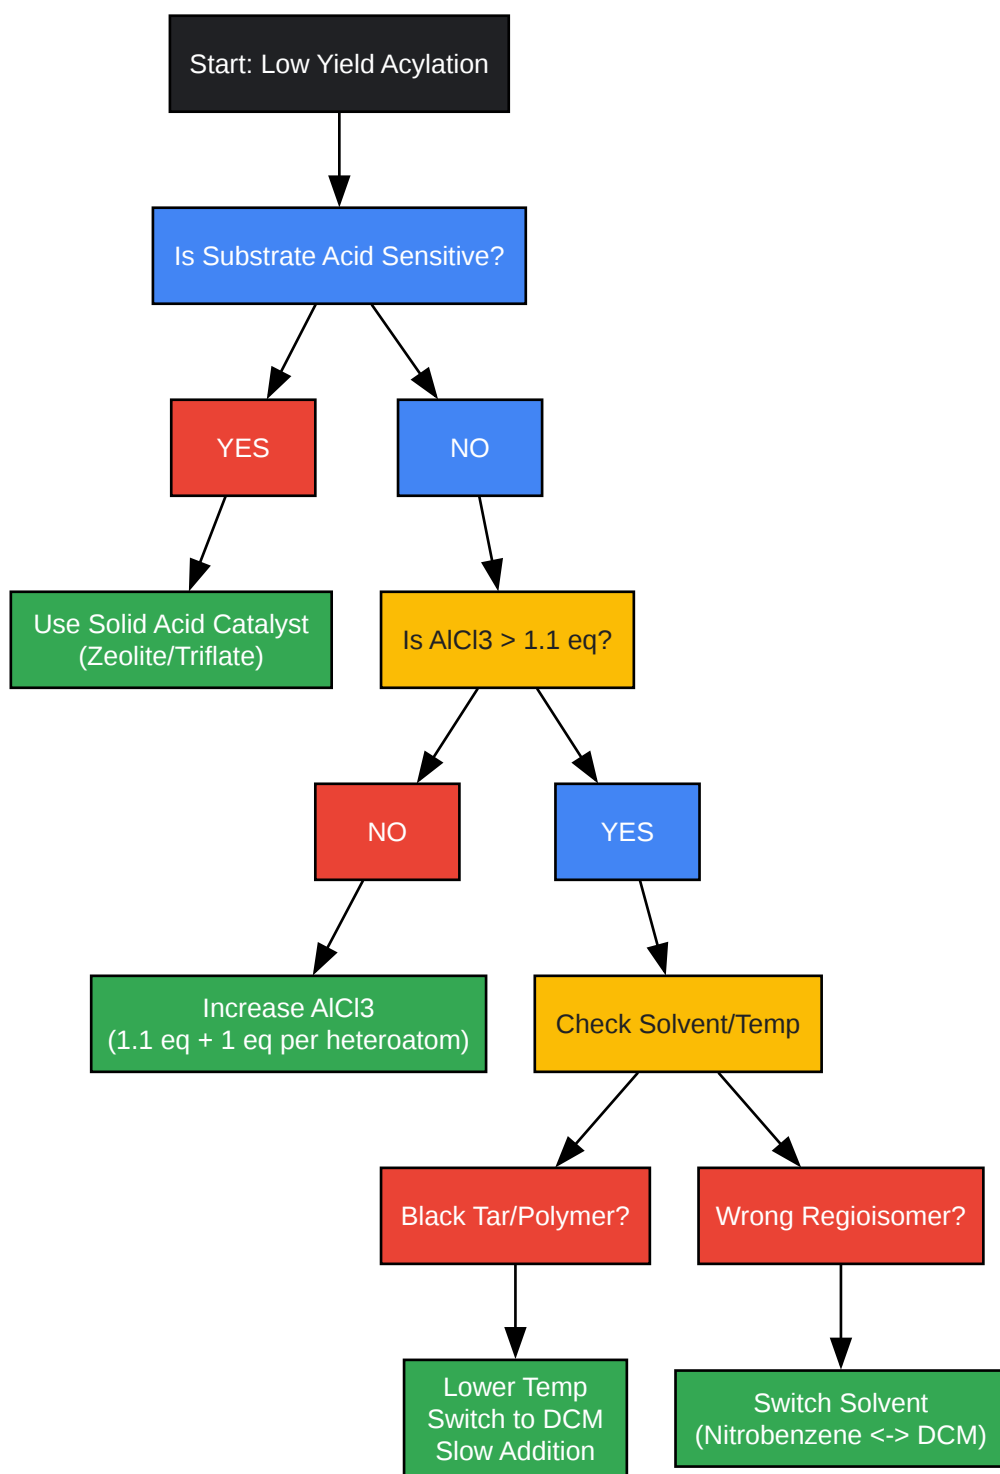 Start: Low Yield Acylation
Is Substrate Acid Sensitive?
YES
NO
Use Solid Acid Catalyst
(Zeolite/Triflate)
Is AlCl3 > 1.1 eq?
NO
YES
Increase AlCl3
(1.1 eq + 1 eq per heteroatom)
Check Solvent/Temp
Black Tar/Polymer?
Wrong Regioisomer?
Lower Temp
Switch to DCM
Slow Addition
Switch Solvent
(Nitrobenzene <-> DCM)